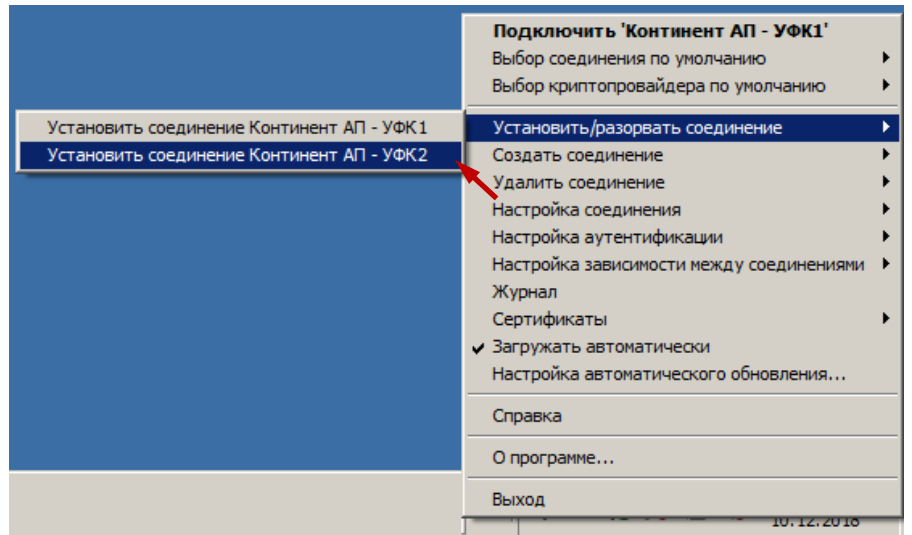 Подключить 'Континент АП - УФК1'
Выбор соединения по умолчанию
Выбор криптопровайдера по умолчанию
Установить/разорвать соединение
Установить соединение Континент АП - УФК1
Установить соединение Континент АП - УФК2
Создать соединение
Удалить соединение
Настройка соединения
Настройка аутентификации
Настройка зависимости между соединениями
Журнал
Сертификаты
Загружать автоматически
Настройка автоматического обновления...
Справка
О программе...
Выход
10.12.2018